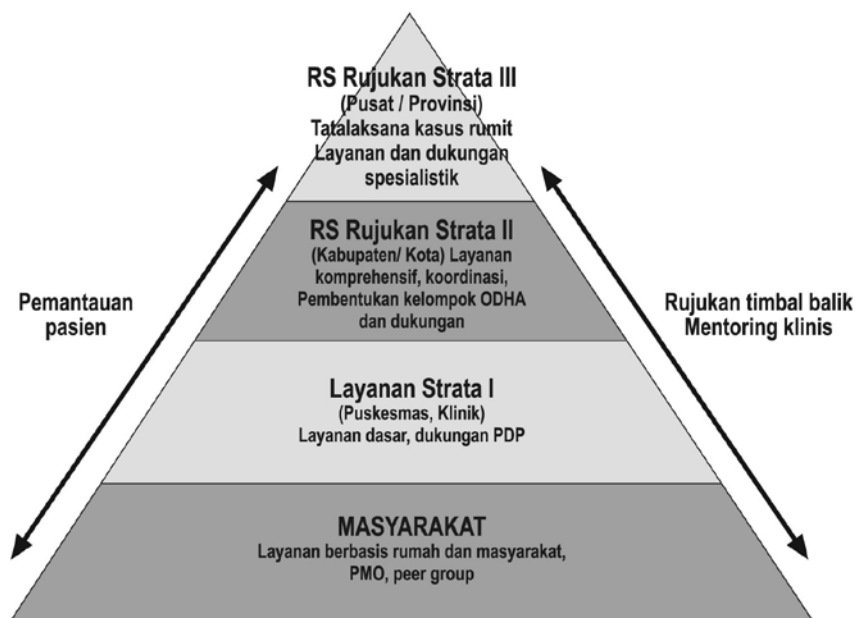 RS Rujukan Strata III
(Pusat / Provinsi)
Tatalaksana kasus rumit
Layanan dan dukungan
spesialistik
RS Rujukan Strata II
(Kabupaten/ Kota) Layanan
komprehensif, koordinasi,
Pembentukan kelompok ODHA
dan dukungan
Pemantauan
pasien
Rujukan timbal balik
Mentoring klinis
Layanan Strata I
(Puskesmas, Klinik)
Layanan dasar, dukungan PDP
MASYARAKAT
Layanan berbasis rumah dan masyarakat,
PMO, peer group